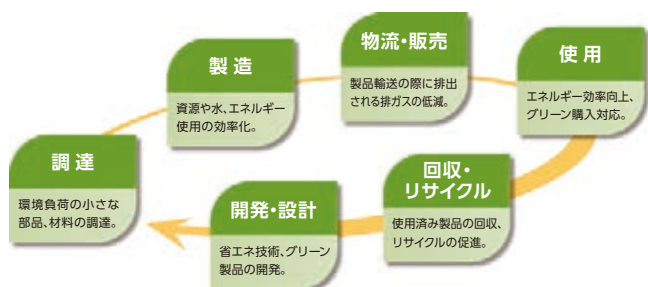 調達
環境負荷の小さな
部品、材料の調達。
製造
資源や水、エネルギー
使用の効率化。
物流・販売
製品輸送の際に排出
される排ガスの低減。
使用
エネルギー効率向上、
グリーン購入対応。
回収・
リサイクル
使用済み製品の回収、
リサイクルの促進。
開発・設計
省エネ技術、グリーン
製品の開発。